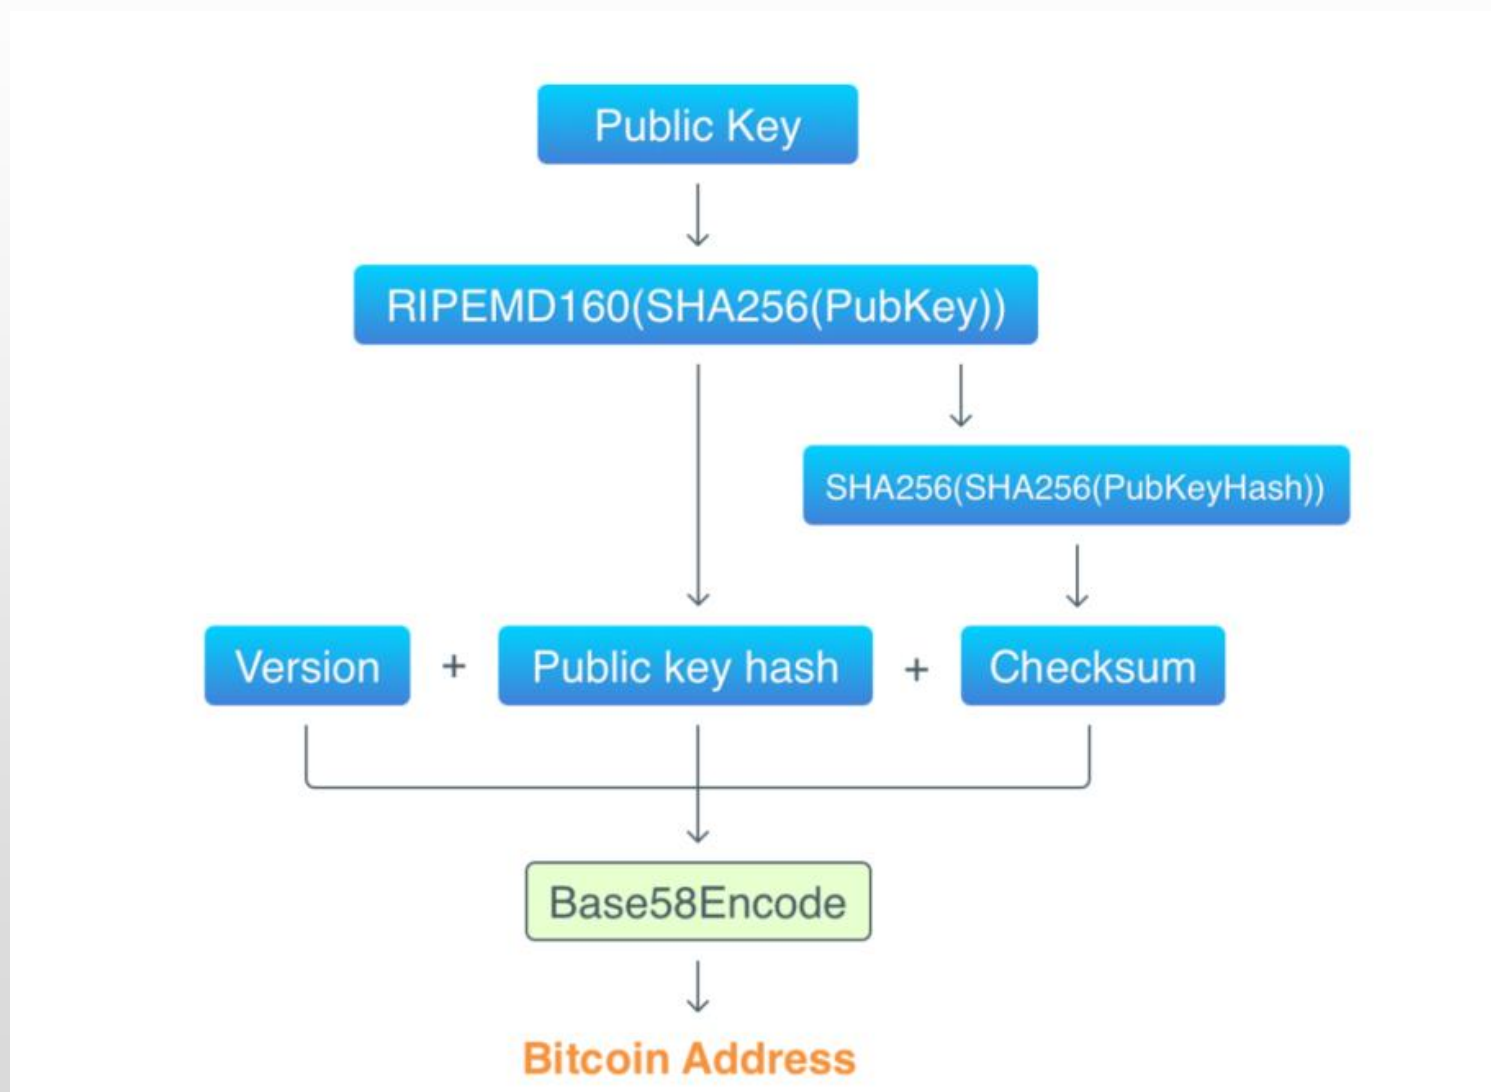 Public Key
RIPEMD160(SHA256(PubKey))
SHA256(SHA256(PubKeyHash))
Version + Public key hash + Checksum
Base58Encode
Bitcoin Address